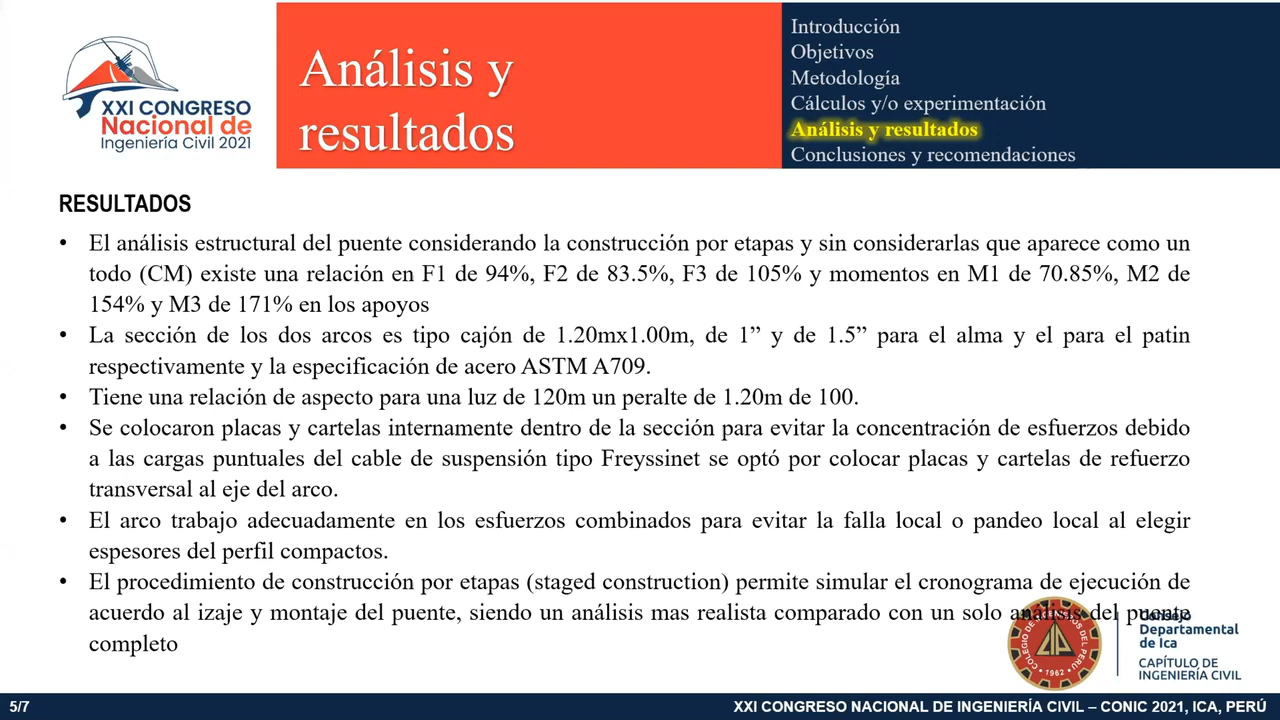 XXI CONGRESO
Nacional de
Ingeniería Civil 2021
Análisis y
resultados
Introducción
Objetivos
Metodología
Cálculos y/o experimentación
Análisis y resultados
Conclusiones y recomendaciones
RESULTADOS
• El análisis estructural del puente considerando la construcción por etapas y sin considerarlas que aparece como un
todo (CM) existe una relación en F1 de 94%, F2 de 83.5%, F3 de 105% y momentos en M1 de 70.85%, M2 de
154% y M3 de 171% en los apoyos
• La sección de los dos arcos es tipo cajón de 1.20mx1.00m, de 1” y de 1.5” para el alma y el para el patin
respectivamente y la especificación de acero ASTM A709.
• Tiene una relación de aspecto para una luz de 120m un peralte de 1.20m de 100.
• Se colocaron placas y cartelas internamente dentro de la sección para evitar la concentración de esfuerzos debido
a las cargas puntuales del cable de suspensión tipo Freyssinet se optó por colocar placas y cartelas de refuerzo
transversal al eje del arco.
• El arco trabajo adecuadamente en los esfuerzos combinados para evitar la falla local o pandeo local al elegir
espesores del perfil compactos.
• El procedimiento de construcción por etapas (staged construction) permite simular el cronograma de ejecución de
acuerdo al izaje y montaje del puente, siendo un análisis mas realista comparado con un solo análisis del puente
completo
COLEGIO DE INGENIEROS DEL PERÚ
CIP
• 1962 •
Consejo
Departamental
de Ica
CAPÍTULO DE
INGENIERÍA CIVIL
5/7
XXI CONGRESO NACIONAL DE INGENIERÍA CIVIL – CONIC 2021, ICA, PERÚ